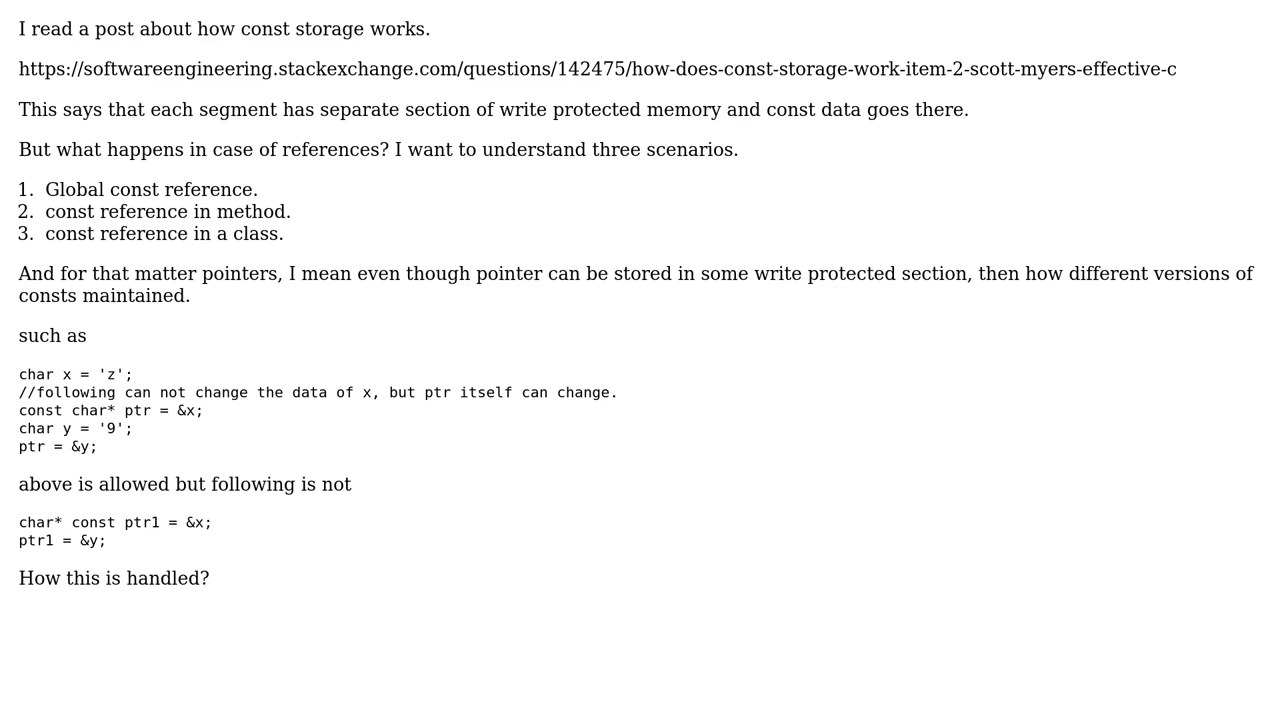 I read a post about how const storage works.
https://softwareengineering.stackexchange.com/questions/142475/how-does-const-storage-work-item-2-scott-myers-effective-c
This says that each segment has separate section of write protected memory and const data goes there.
But what happens in case of references? I want to understand three scenarios.
1. Global const reference.
2. const reference in method.
3. const reference in a class.
And for that matter pointers, I mean even though pointer can be stored in some write protected section, then how different versions of
consts maintained.
such as
char x = 'z';
//following can not change the data of x, but ptr itself can change.
const char* ptr = &x;
char y = '9';
ptr = &y;
above is allowed but following is not
char* const ptr1 = &x;
ptr1 = &y;
How this is handled?